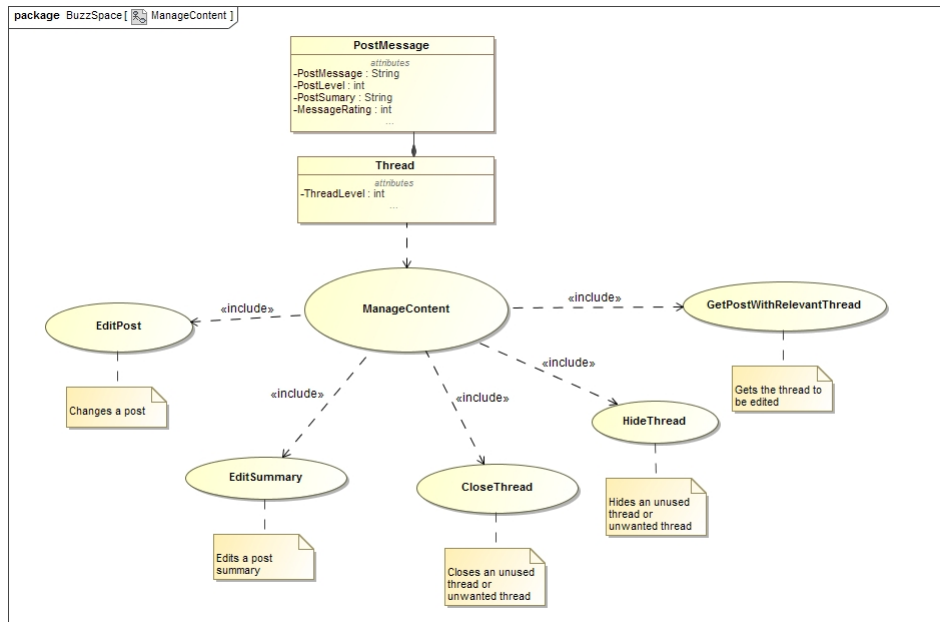 package BuzzSpace [ ManageContent ]
PostMessage
attributes
-PostMessage : String
-PostLevel : int
-PostSumary : String
-MessageRating : int
...
Thread
attributes
-ThreadLevel : int
...
ManageContent
«include»
EditPost
Changes a post
«include»
GetPostWithRelevantThread
Gets the thread to
be edited
«include»
HideThread
Hides an unused
thread or
unwanted thread
«include»
EditSummary
Edits a post
summary
«include»
CloseThread
Closes an unused
thread or
unwanted thread